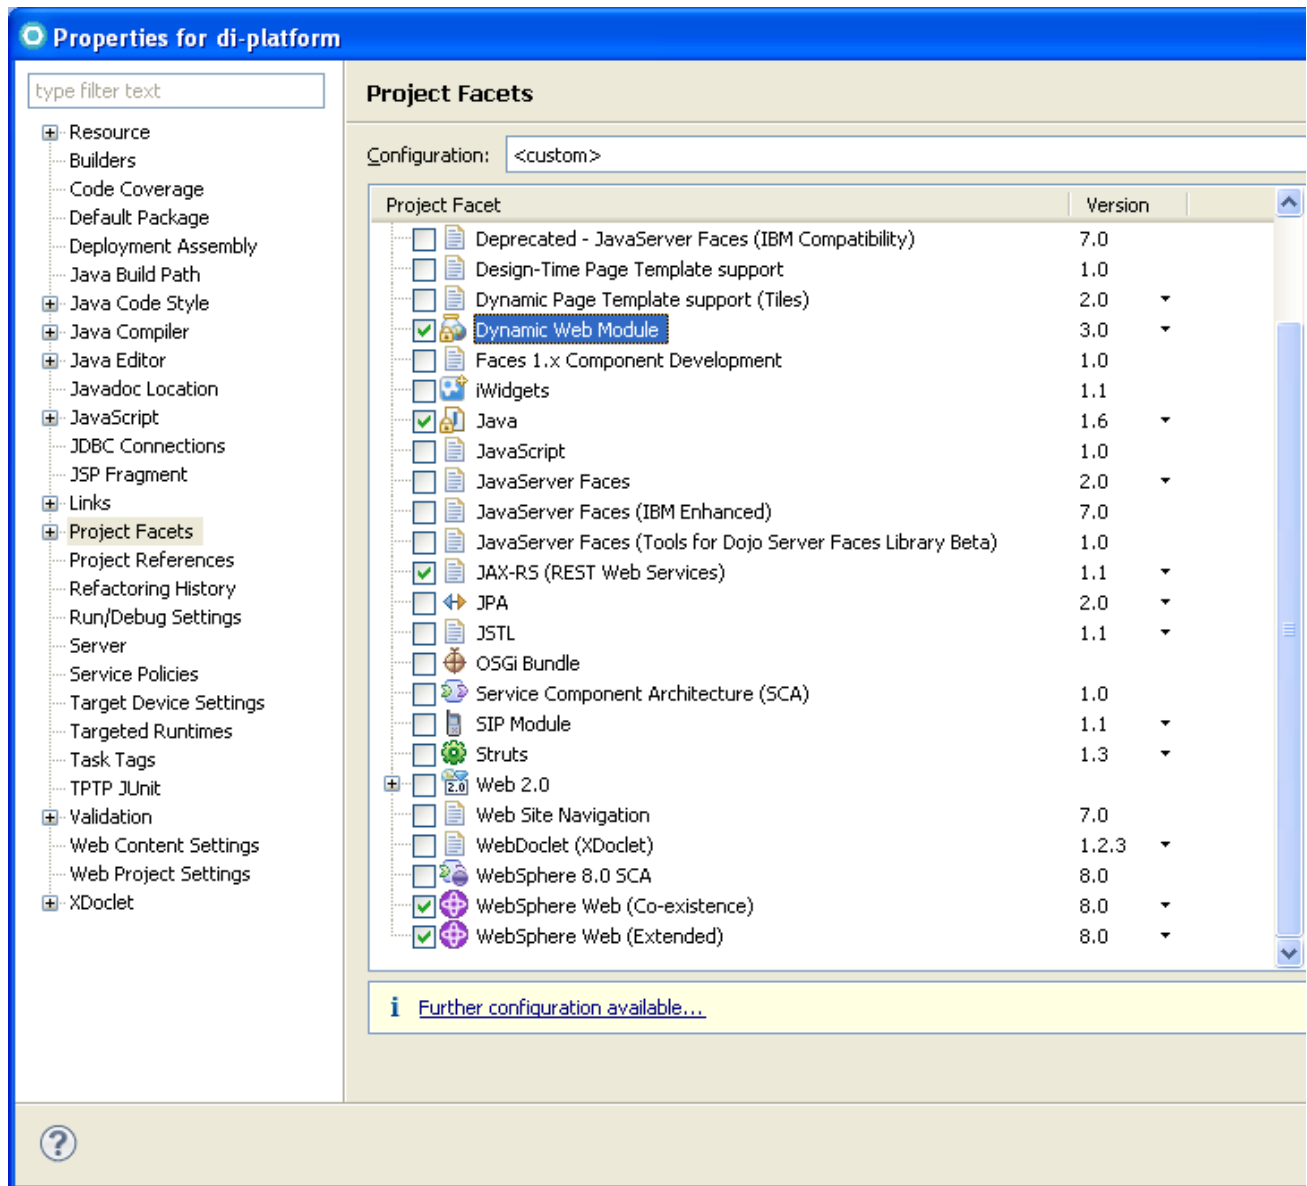 Properties for di-platform
type filter text
Resource
Builders
Code Coverage
Default Package
Deployment Assembly
Java Build Path
Java Code Style
Java Compiler
Java Editor
Javadoc Location
JavaScript
JDBC Connections
JSP Fragment
Links
Project Facets
Project References
Refactoring History
Run/Debug Settings
Server
Service Policies
Target Device Settings
Targeted Runtimes
Task Tags
TPTP JUnit
Validation
Web Content Settings
Web Project Settings
XDoclet
Project Facets
Configuration: <custom>
Project Facet Version
Deprecated - JavaServer Faces (IBM Compatibility) 7.0
Design-Time Page Template support 1.0
Dynamic Page Template support (Tiles) 2.0
Dynamic Web Module 3.0
Faces 1.x Component Development 1.0
iWidgets 1.1
Java 1.6
JavaScript 1.0
JavaServer Faces 2.0
JavaServer Faces (IBM Enhanced) 7.0
JavaServer Faces (Tools for Dojo Server Faces Library Beta) 1.0
JAX-RS (REST Web Services) 1.1
JPA 2.0
JSTL 1.1
OSGi Bundle
Service Component Architecture (SCA) 1.0
SIP Module 1.1
Struts 1.3
2.0 Web 2.0
Web Site Navigation 7.0
WebDoclet (XDoclet) 1.2.3
WebSphere 8.0 SCA 8.0
WebSphere Web (Co-existence) 8.0
WebSphere Web (Extended) 8.0
i Further configuration available...
?